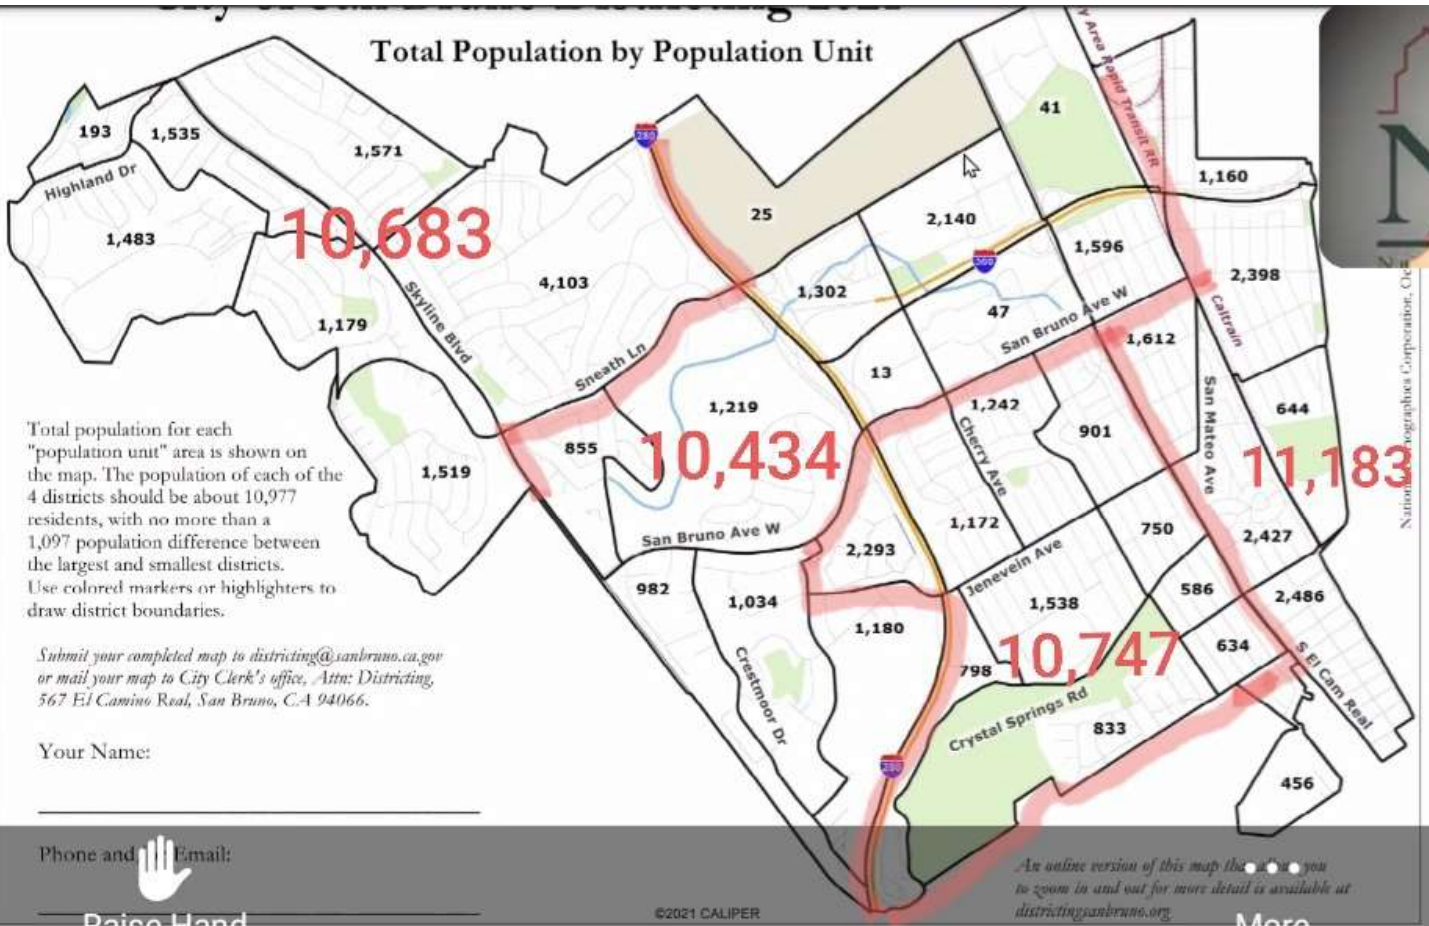 Total Population by Population Unit
193
1,535
1,571
41
y Area Rapid Transit RR
280
1,160
Highland Dr
1,483
10,683
25
2,140
1,596
380
2,398
4,103
1,302
47
San Bruno Ave W
Caltrain
1,179
Skyline Blvd
Sneath Ln
13
1,612
1,219
1,242
901
Cherry Ave
San Mateo Ave
644
855
10,434
11,183
1,519
San Bruno Ave W
2,293
1,172
750
2,427
982
1,034
Jenevein Ave
1,538
586
2,486
1,180
798
10,747
634
S El Cam Real
Crestmoor Dr
Crystal Springs Rd
833
280
456
Total population for each
"population unit" area is shown on
the map. The population of each of the
4 districts should be about 10,977
residents, with no more than a
1,097 population difference between
the largest and smallest districts.
Use colored markers or highlighters to
draw district boundaries.
Submit your completed map to districting@sanbruno.ca.gov
or mail your map to City Clerk's office, Attn: Districting,
567 El Camino Real, San Bruno, CA 94066.
Your Name:
Phone and Email:
Raise Hand
©2021 CALIPER
An online version of this map you
to zoom in and out for more detail is available at
districtingsanbruno.org
More
N